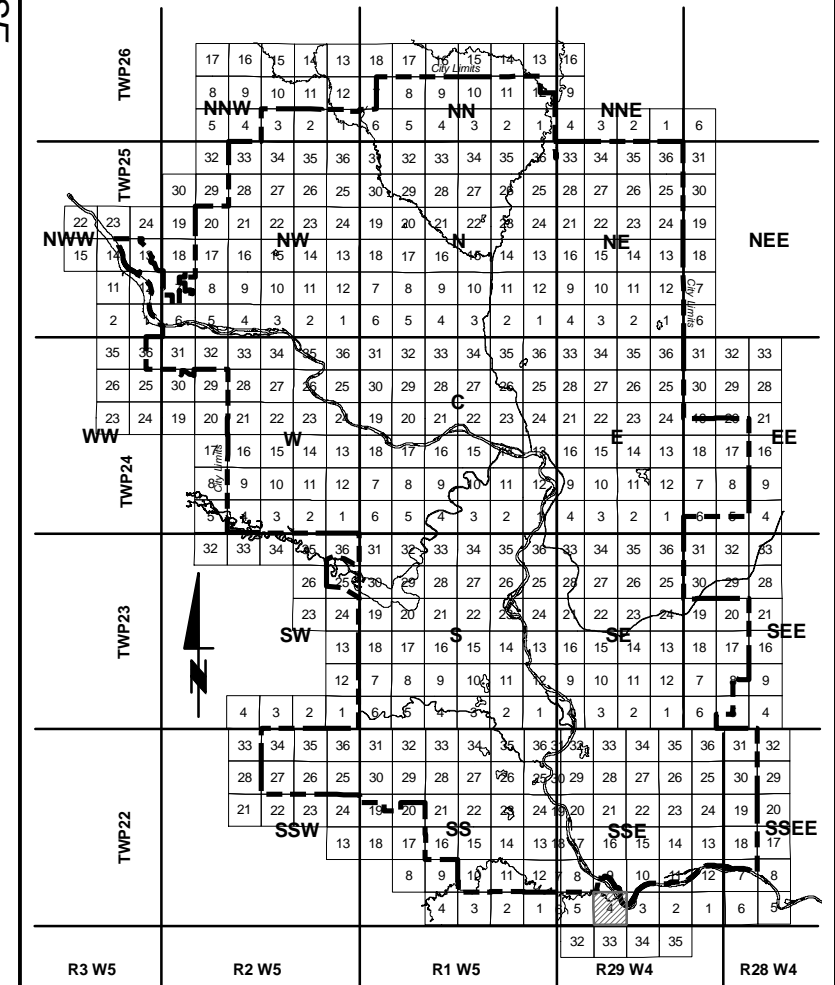 17 16 15 14 13 18 17 16 15 14 13 16
City Limits
TWP26
8 9 10 11 12 8 9 10 11 12 9
NNW NN NNE
5 4 3 2 1 6 5 4 3 2 1 4 3 2 1 6
32 33 34 35 36 31 32 33 34 35 36 33 34 35 36 31
TWP25
30 29 28 27 26 25 30 29 28 27 26 25 28 27 26 25 30
22 23 24 19 20 21 22 23 24 19 20 21 22 23 24 21 22 23 24 19
NWW NW N NE NEE
15 14 13 18 17 16 15 14 13 18 17 16 15 14 13 16 15 14 13 18
11 8 9 10 11 12 7 8 9 10 11 12 9 10 11 12 7
City Limits
2 6 5 4 3 2 1 6 5 4 3 2 1 4 3 2 1 6
35 36 31 32 33 34 35 36 31 32 33 34 35 36 33 34 35 36 31 32 33
26 25 30 29 28 27 26 25 30 29 28 27 26 25 28 27 26 25 30 29 28
C
23 24 19 20 21 22 23 24 19 20 21 22 23 24 21 22 23 24 19 20 21
WW W E EE
17 16 15 14 13 18 17 16 15 14 13 16 15 14 13 18 17 16
City Limits
TWP24
8 9 10 11 12 7 8 9 10 11 12 9 10 11 12 7 8 9
5 4 3 2 1 6 5 4 3 2 1 4 3 2 1 6 5 4
32 33 34 35 36 31 32 33 34 35 36 33 34 35 36 31 32 33
26 25 30 29 28 27 26 25 28 27 26 25 30 29 28
TWP23
23 24 19 20 21 22 23 24 21 22 23 24 19 20 21
SW S SE SEE
13 18 17 16 15 14 13 16 15 14 13 18 17 16
N
12 7 8 9 10 11 12 9 10 11 12 7 8 9
4 3 2 1 6 5 4 3 2 1 4 3 2 1 6 4
33 34 35 36 31 32 33 34 35 36 31 32 33 34 35 36 31 32
28 27 26 25 30 29 28 27 26 25 30 29 28 27 26 25 30 29
21 22 23 24 19 20 21 22 23 24 19 20 21 22 23 24 19 20
SSW SS SSE SSEE
TWP22
13 18 17 16 15 14 13 18 17 16 15 14 13 18 17
8 9 10 11 12 7 8 9 10 11 12 7 8
4 3 2 1 5 4 3 2 1 6 5
32 33 34 35
R3 W5 R2 W5 R1 W5 R29 W4 R28 W4